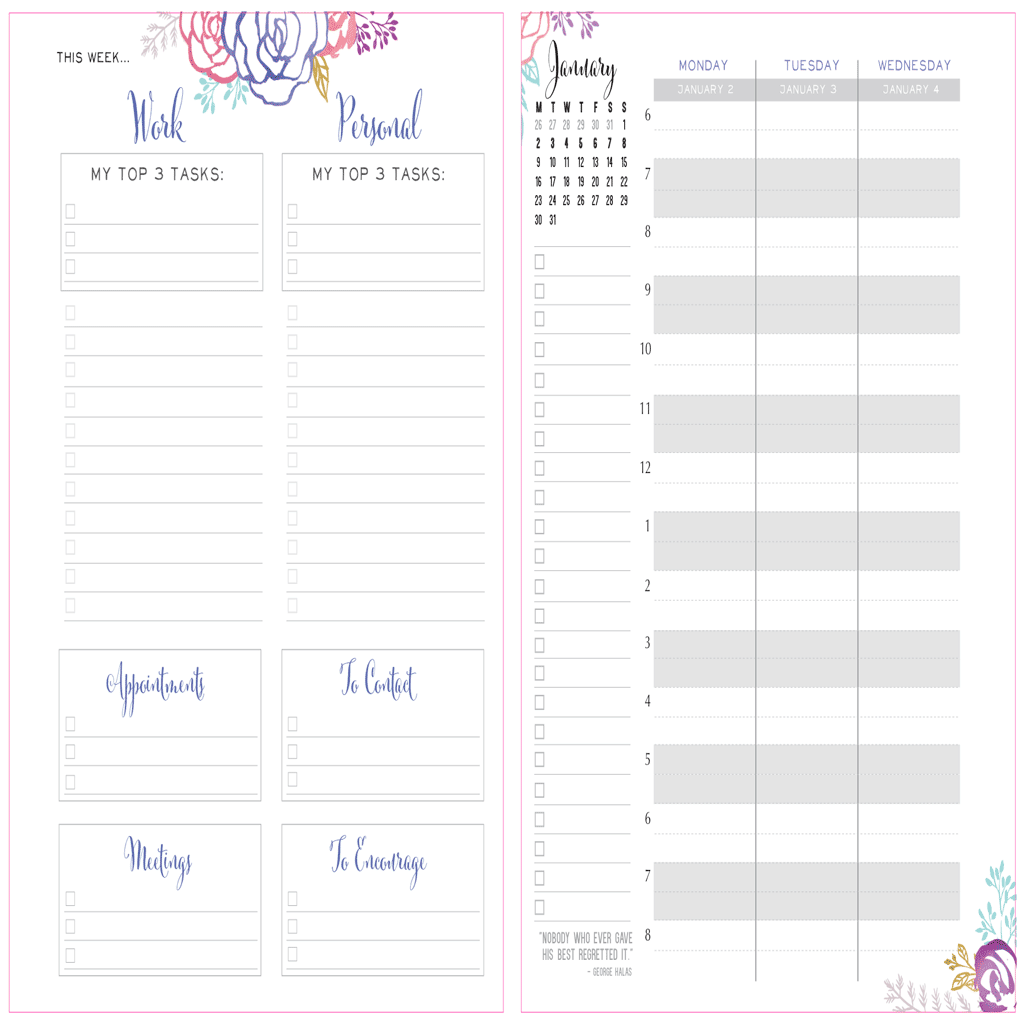 THIS WEEK...
Work
Personal
MY TOP 3 TASKS:
MY TOP 3 TASKS:
Appointments
To Contact
Meetings
To Encourage
January
M T W T F S S
26 27 28 29 30 31 1
2 3 4 5 6 7 8
9 10 11 12 13 14 15
16 17 18 19 20 21 22
23 24 25 26 27 28 29
30 31
"NOBODY WHO EVER GAVE
HIS BEST REGRETTED IT."
- GEORGE HALAS
MONDAY TUESDAY WEDNESDAY
JANUARY 2 JANUARY 3 JANUARY 4
6
7
8
9
10
11
12
1
2
3
4
5
6
7
8